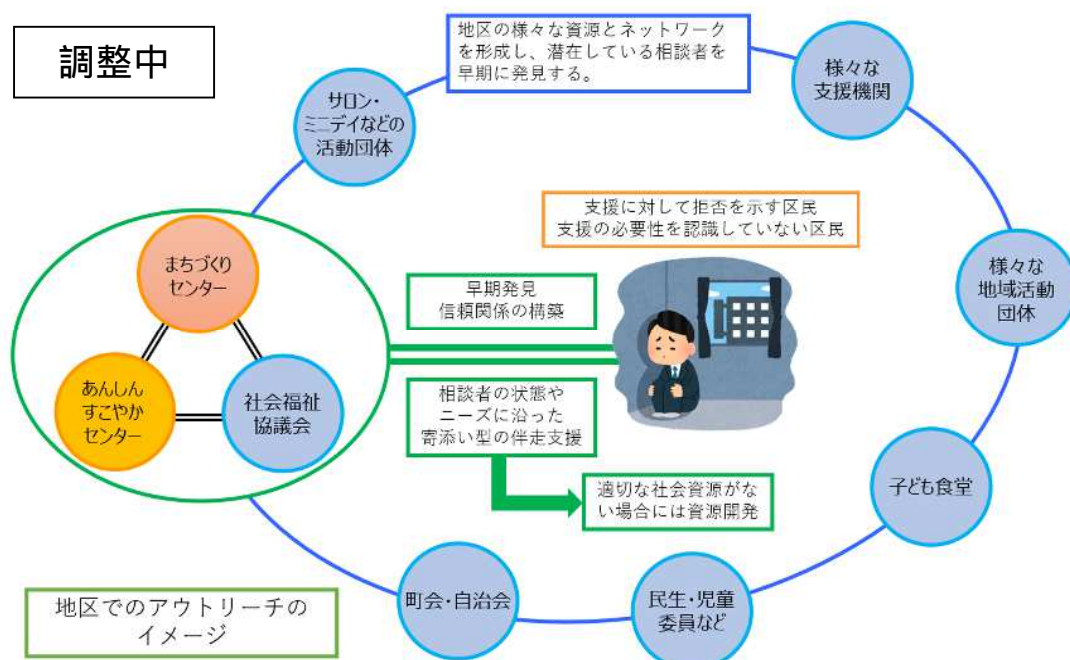 調整中
地区の様々な資源とネットワーク
を形成し、潜在している相談者を
早期に発見する。
様々な
支援機関
サロン・
ミニデイなどの
活動団体
支援に対して拒否を示す区民
支援の必要性を認識していない区民
まちづくり
センター
様々な
地域活動
団体
早期発見
信頼関係の構築
あんしん
すこやか
センター
社会福祉
協議会
相談者の状態や
ニーズに沿った
寄添い型の伴走支援
適切な社会資源がな
い場合には資源開発
子ども食堂
町会・自治会
民生・児童
委員など
地区でのアウトリーチの
イメージ